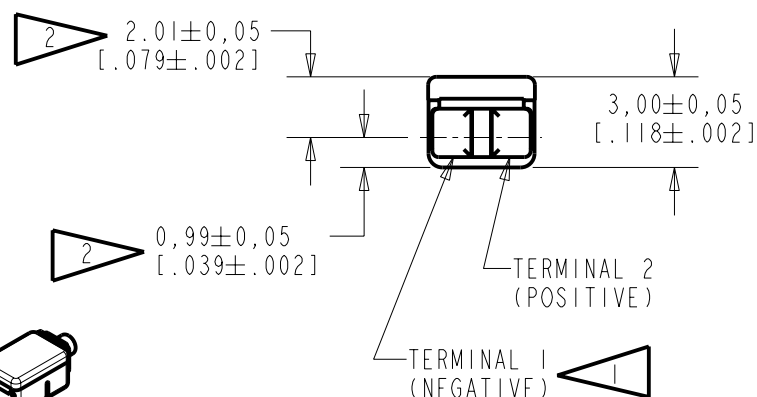 2
2.01±0,05
[.079±.002]
3,00±0,05
[.118±.002]
2
0,99±0,05
[.039±.002]
TERMINAL 2
(POSITIVE)
TERMINAL 1
(NEGATIVE)
1